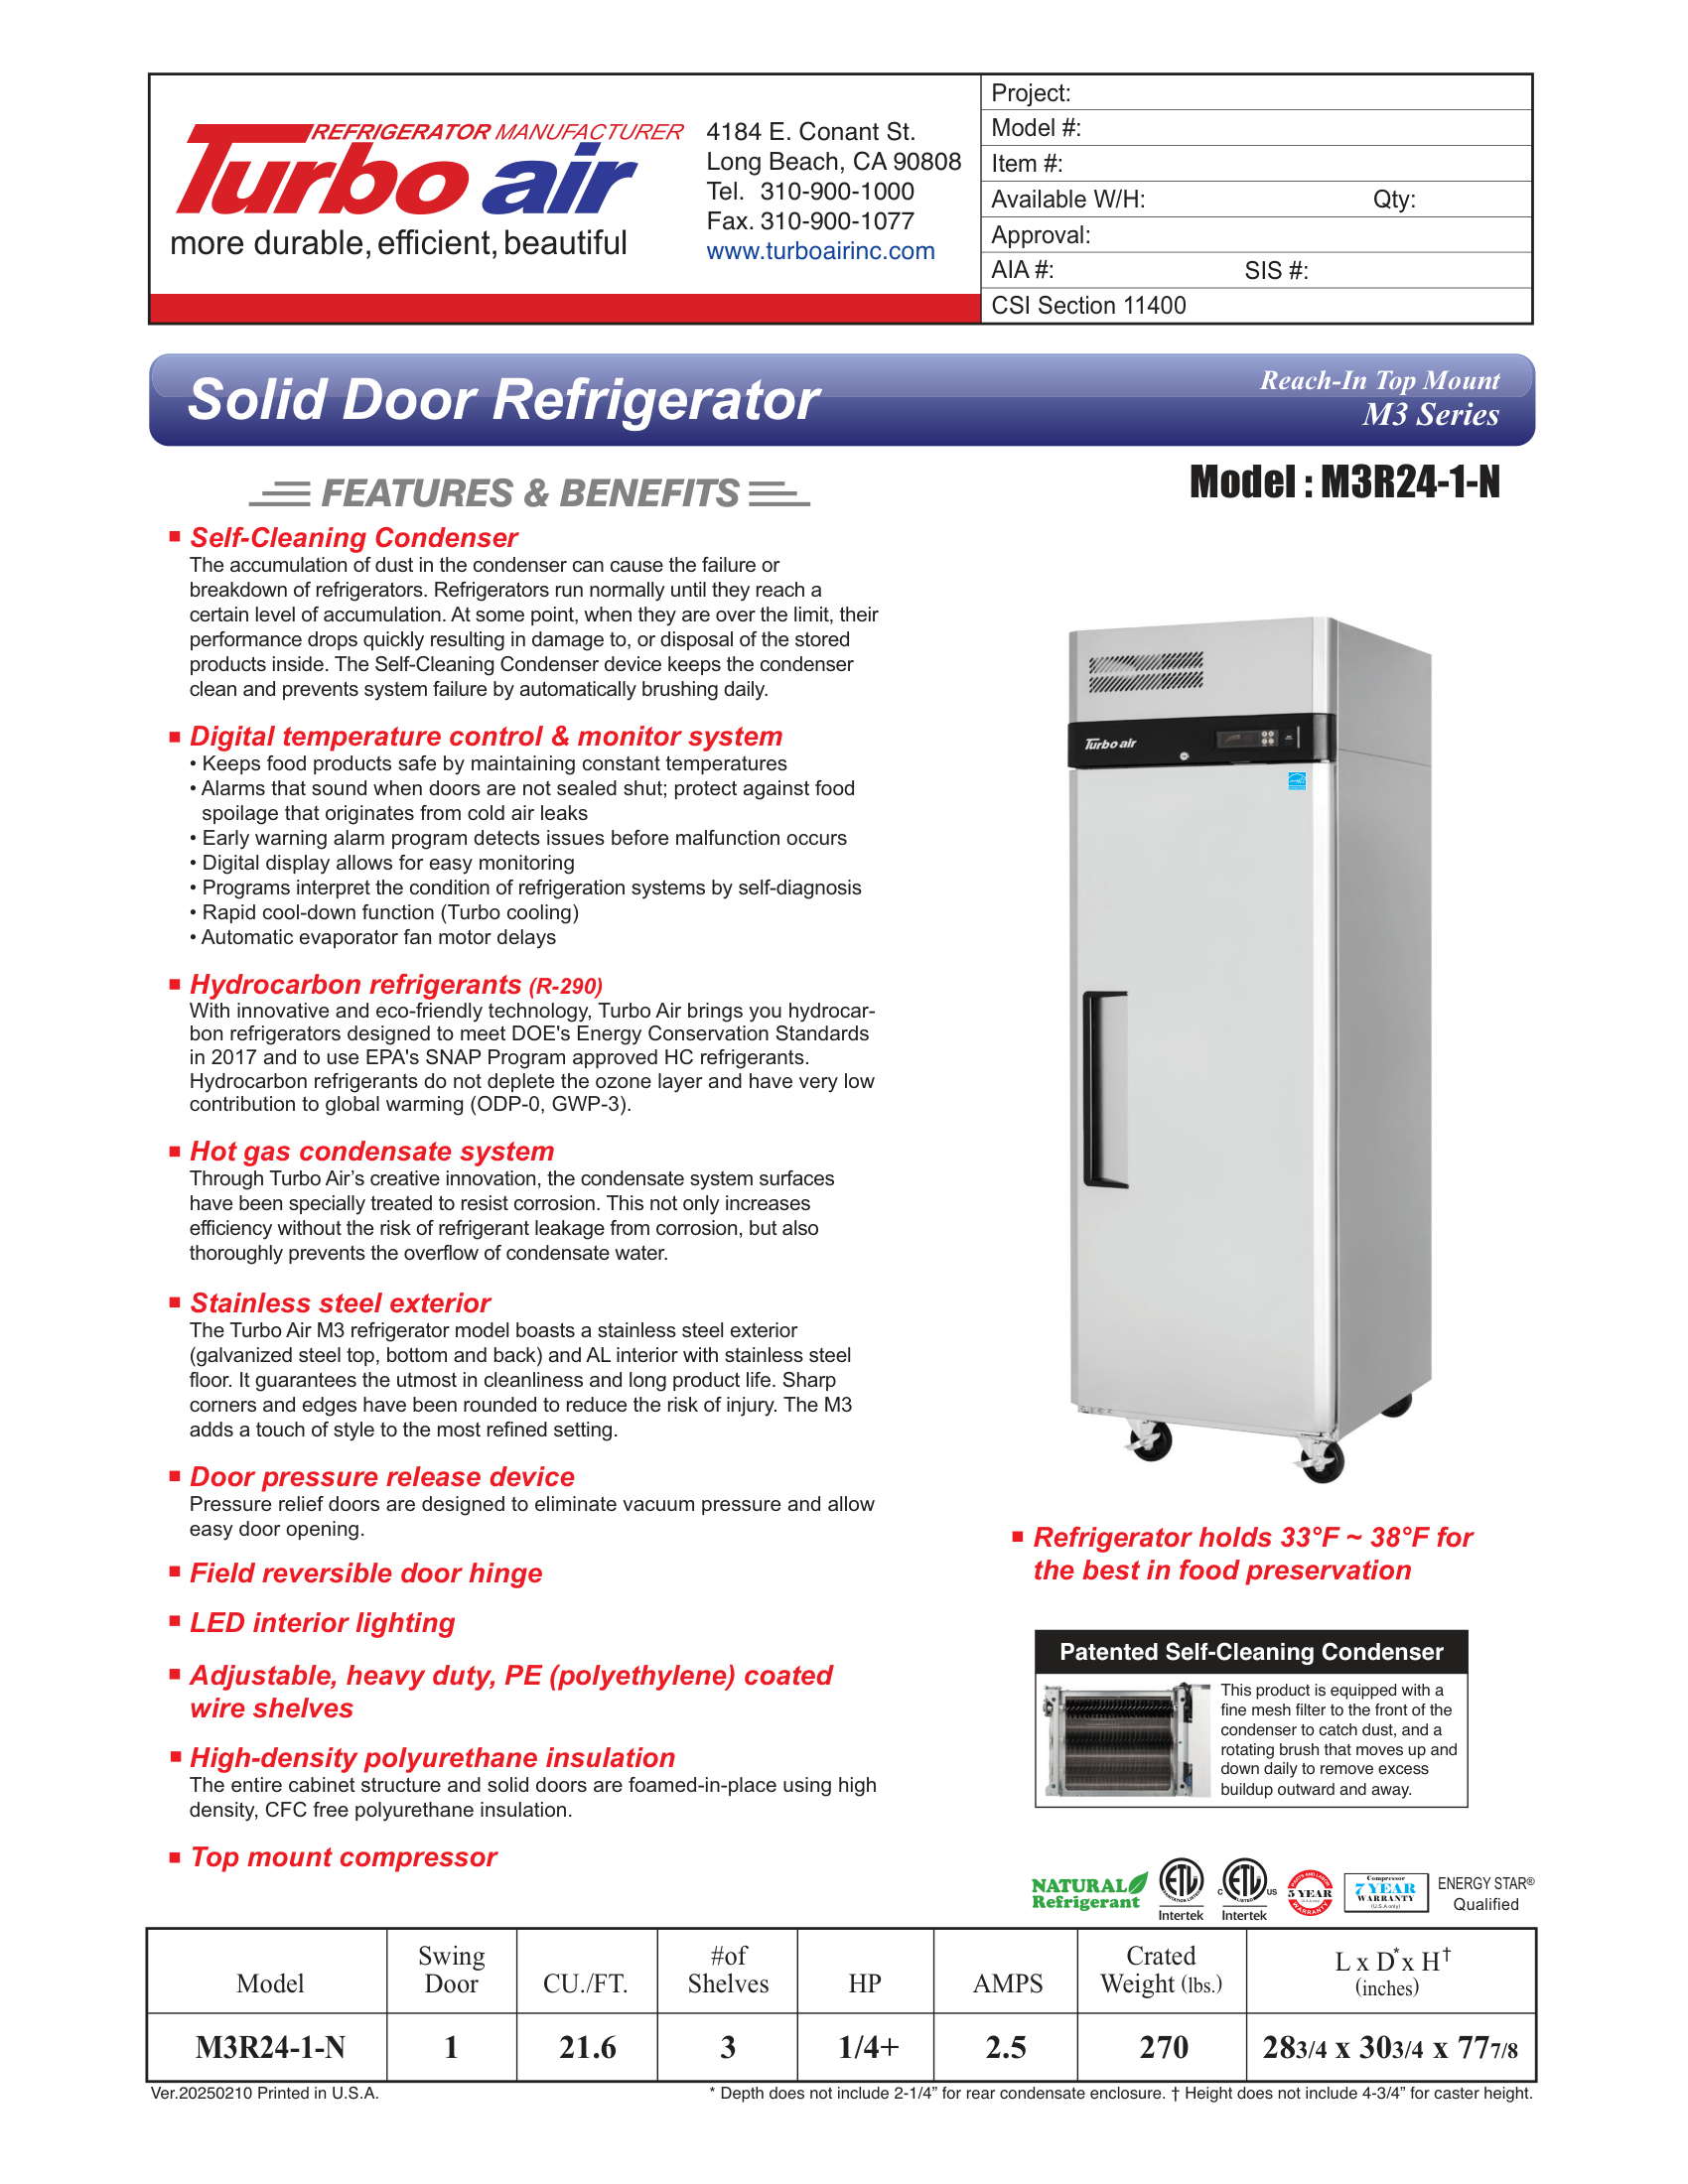 REFRIGERATOR MANUFACTURER
Turbo air
more durable, efficient, beautiful
4184 E. Conant St.
Long Beach, CA 90808
Tel. 310-900-1000
Fax. 310-900-1077
www.turboairinc.com
Project:
Model #:
Item #:
Available W/H: Qty:
Approval:
AIA #: SIS #:
CSI Section 11400
Solid Door Refrigerator
Reach-In Top Mount
M3 Series
FEATURES & BENEFITS
Model : M3R24-1-N
Self-Cleaning Condenser
The accumulation of dust in the condenser can cause the failure or
breakdown of refrigerators. Refrigerators run normally until they reach a
certain level of accumulation. At some point, when they are over the limit, their
performance drops quickly resulting in damage to, or disposal of the stored
products inside. The Self-Cleaning Condenser device keeps the condenser
clean and prevents system failure by automatically brushing daily.
Digital temperature control & monitor system
• Keeps food products safe by maintaining constant temperatures
• Alarms that sound when doors are not sealed shut; protect against food
spoilage that originates from cold air leaks
• Early warning alarm program detects issues before malfunction occurs
• Digital display allows for easy monitoring
• Programs interpret the condition of refrigeration systems by self-diagnosis
• Rapid cool-down function (Turbo cooling)
• Automatic evaporator fan motor delays
Hydrocarbon refrigerants (R-290)
With innovative and eco-friendly technology, Turbo Air brings you hydrocar-
bon refrigerators designed to meet DOE's Energy Conservation Standards
in 2017 and to use EPA's SNAP Program approved HC refrigerants.
Hydrocarbon refrigerants do not deplete the ozone layer and have very low
contribution to global warming (ODP-0, GWP-3).
Hot gas condensate system
Through Turbo Air’s creative innovation, the condensate system surfaces
have been specially treated to resist corrosion. This not only increases
efficiency without the risk of refrigerant leakage from corrosion, but also
thoroughly prevents the overflow of condensate water.
Stainless steel exterior
The Turbo Air M3 refrigerator model boasts a stainless steel exterior
(galvanized steel top, bottom and back) and AL interior with stainless steel
floor. It guarantees the utmost in cleanliness and long product life. Sharp
corners and edges have been rounded to reduce the risk of injury. The M3
adds a touch of style to the most refined setting.
Door pressure release device
Pressure relief doors are designed to eliminate vacuum pressure and allow
easy door opening.
Field reversible door hinge
LED interior lighting
Adjustable, heavy duty, PE (polyethylene) coated
wire shelves
High-density polyurethane insulation
The entire cabinet structure and solid doors are foamed-in-place using high
density, CFC free polyurethane insulation.
Top mount compressor
Turbo air
Refrigerator holds 33°F ~ 38°F for
the best in food preservation
Patented Self-Cleaning Condenser
This product is equipped with a
fine mesh filter to the front of the
condenser to catch dust, and a
rotating brush that moves up and
down daily to remove excess
buildup outward and away.
NATURAL
Refrigerant
ETL
Intertek
C ETL US
LISTED
Intertek
5 YEAR
WARRANTY
Compressor
7 YEAR
WARRANTY
(U.S.A only)
ENERGY STAR®
Qualified
Model | Swing Door | CU./FT. | #of Shelves | HP | AMPS | Crated Weight (lbs.) | L x D* x H† (inches)
M3R24-1-N | 1 | 21.6 | 3 | 1/4+ | 2.5 | 270 | 283/4 x 303/4 x 777/8
Ver.20250210 Printed in U.S.A.
* Depth does not include 2-1/4” for rear condensate enclosure. † Height does not include 4-3/4” for caster height.